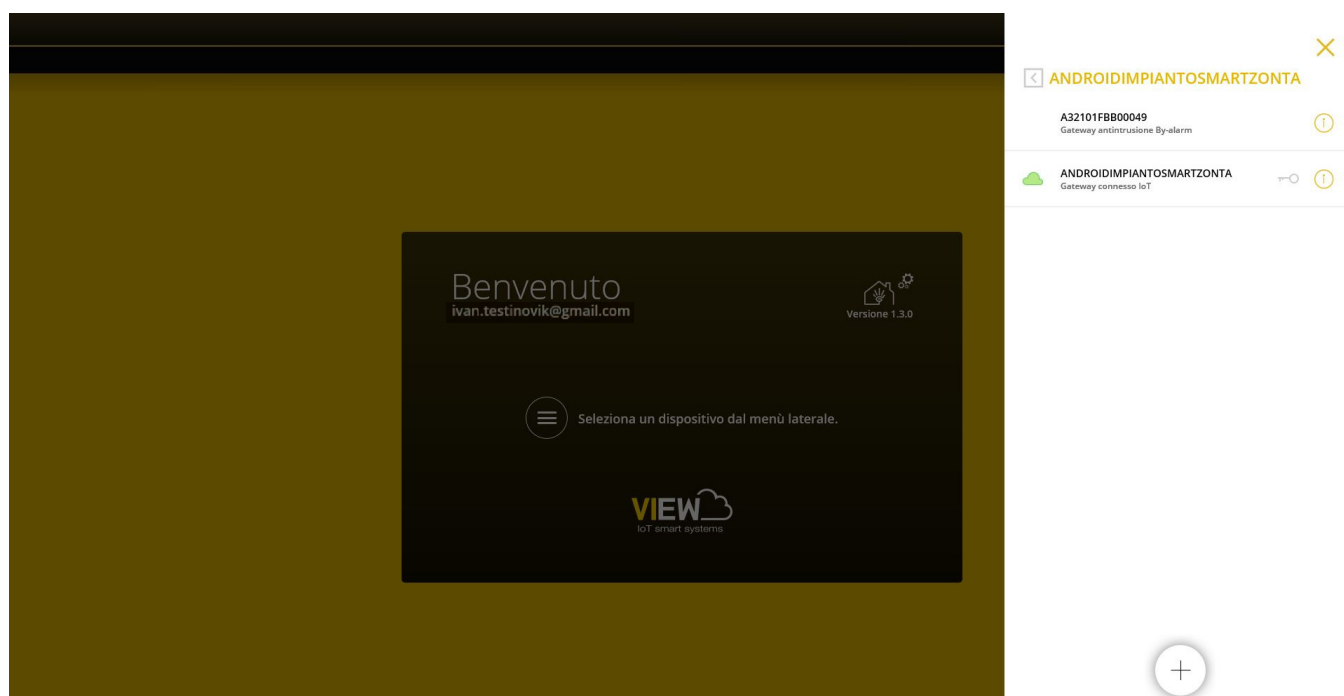 ANDROIDIMPIANTOSMARTZONTA
A32101FBB00049
Gateway antintrusione By-alarm
ANDROIDIMPIANTOSMARTZONTA
Gateway connesso IoT
Benvenuto
ivan.testinovik@gmail.com
Versione 1.3.0
Seleziona un dispositivo dal menù laterale.
VIEW
IoT smart systems